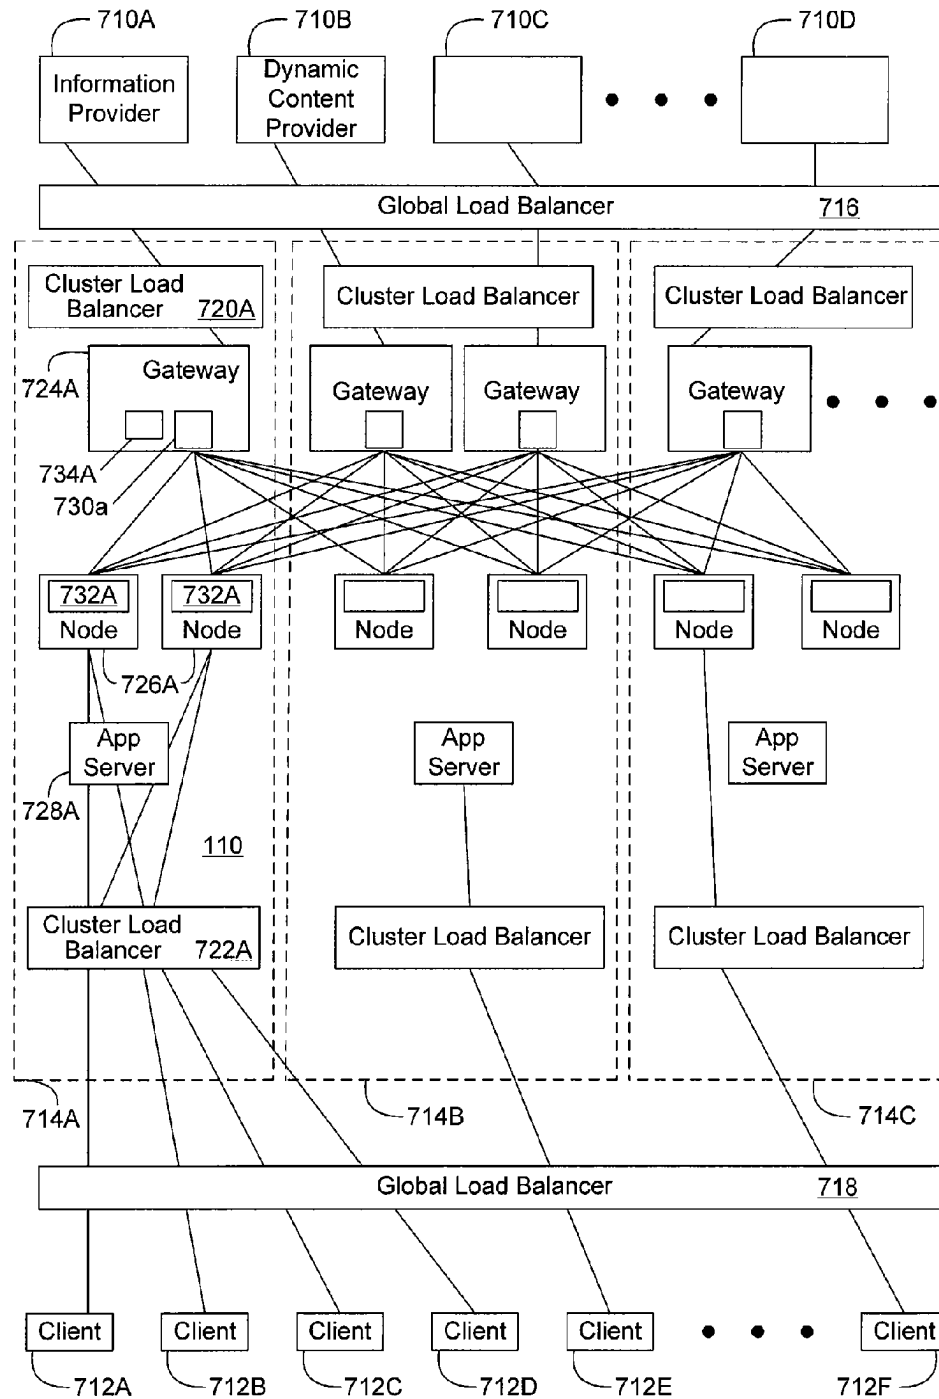 710A
710B
710C
710D
Information
Provider
Dynamic
Content
Provider
Global Load Balancer
716
Cluster Load
Balancer
720A
Cluster Load Balancer
Cluster Load Balancer
724A
Gateway
Gateway
Gateway
Gateway
734A
730a
732A
Node
732A
Node
Node
Node
Node
Node
726A
App
Server
App
Server
App
Server
728A
110
Cluster Load
Balancer
722A
Cluster Load Balancer
Cluster Load Balancer
714A
714B
714C
Global Load Balancer
718
Client
Client
Client
Client
Client
Client
712A
712B
712C
712D
712E
712F